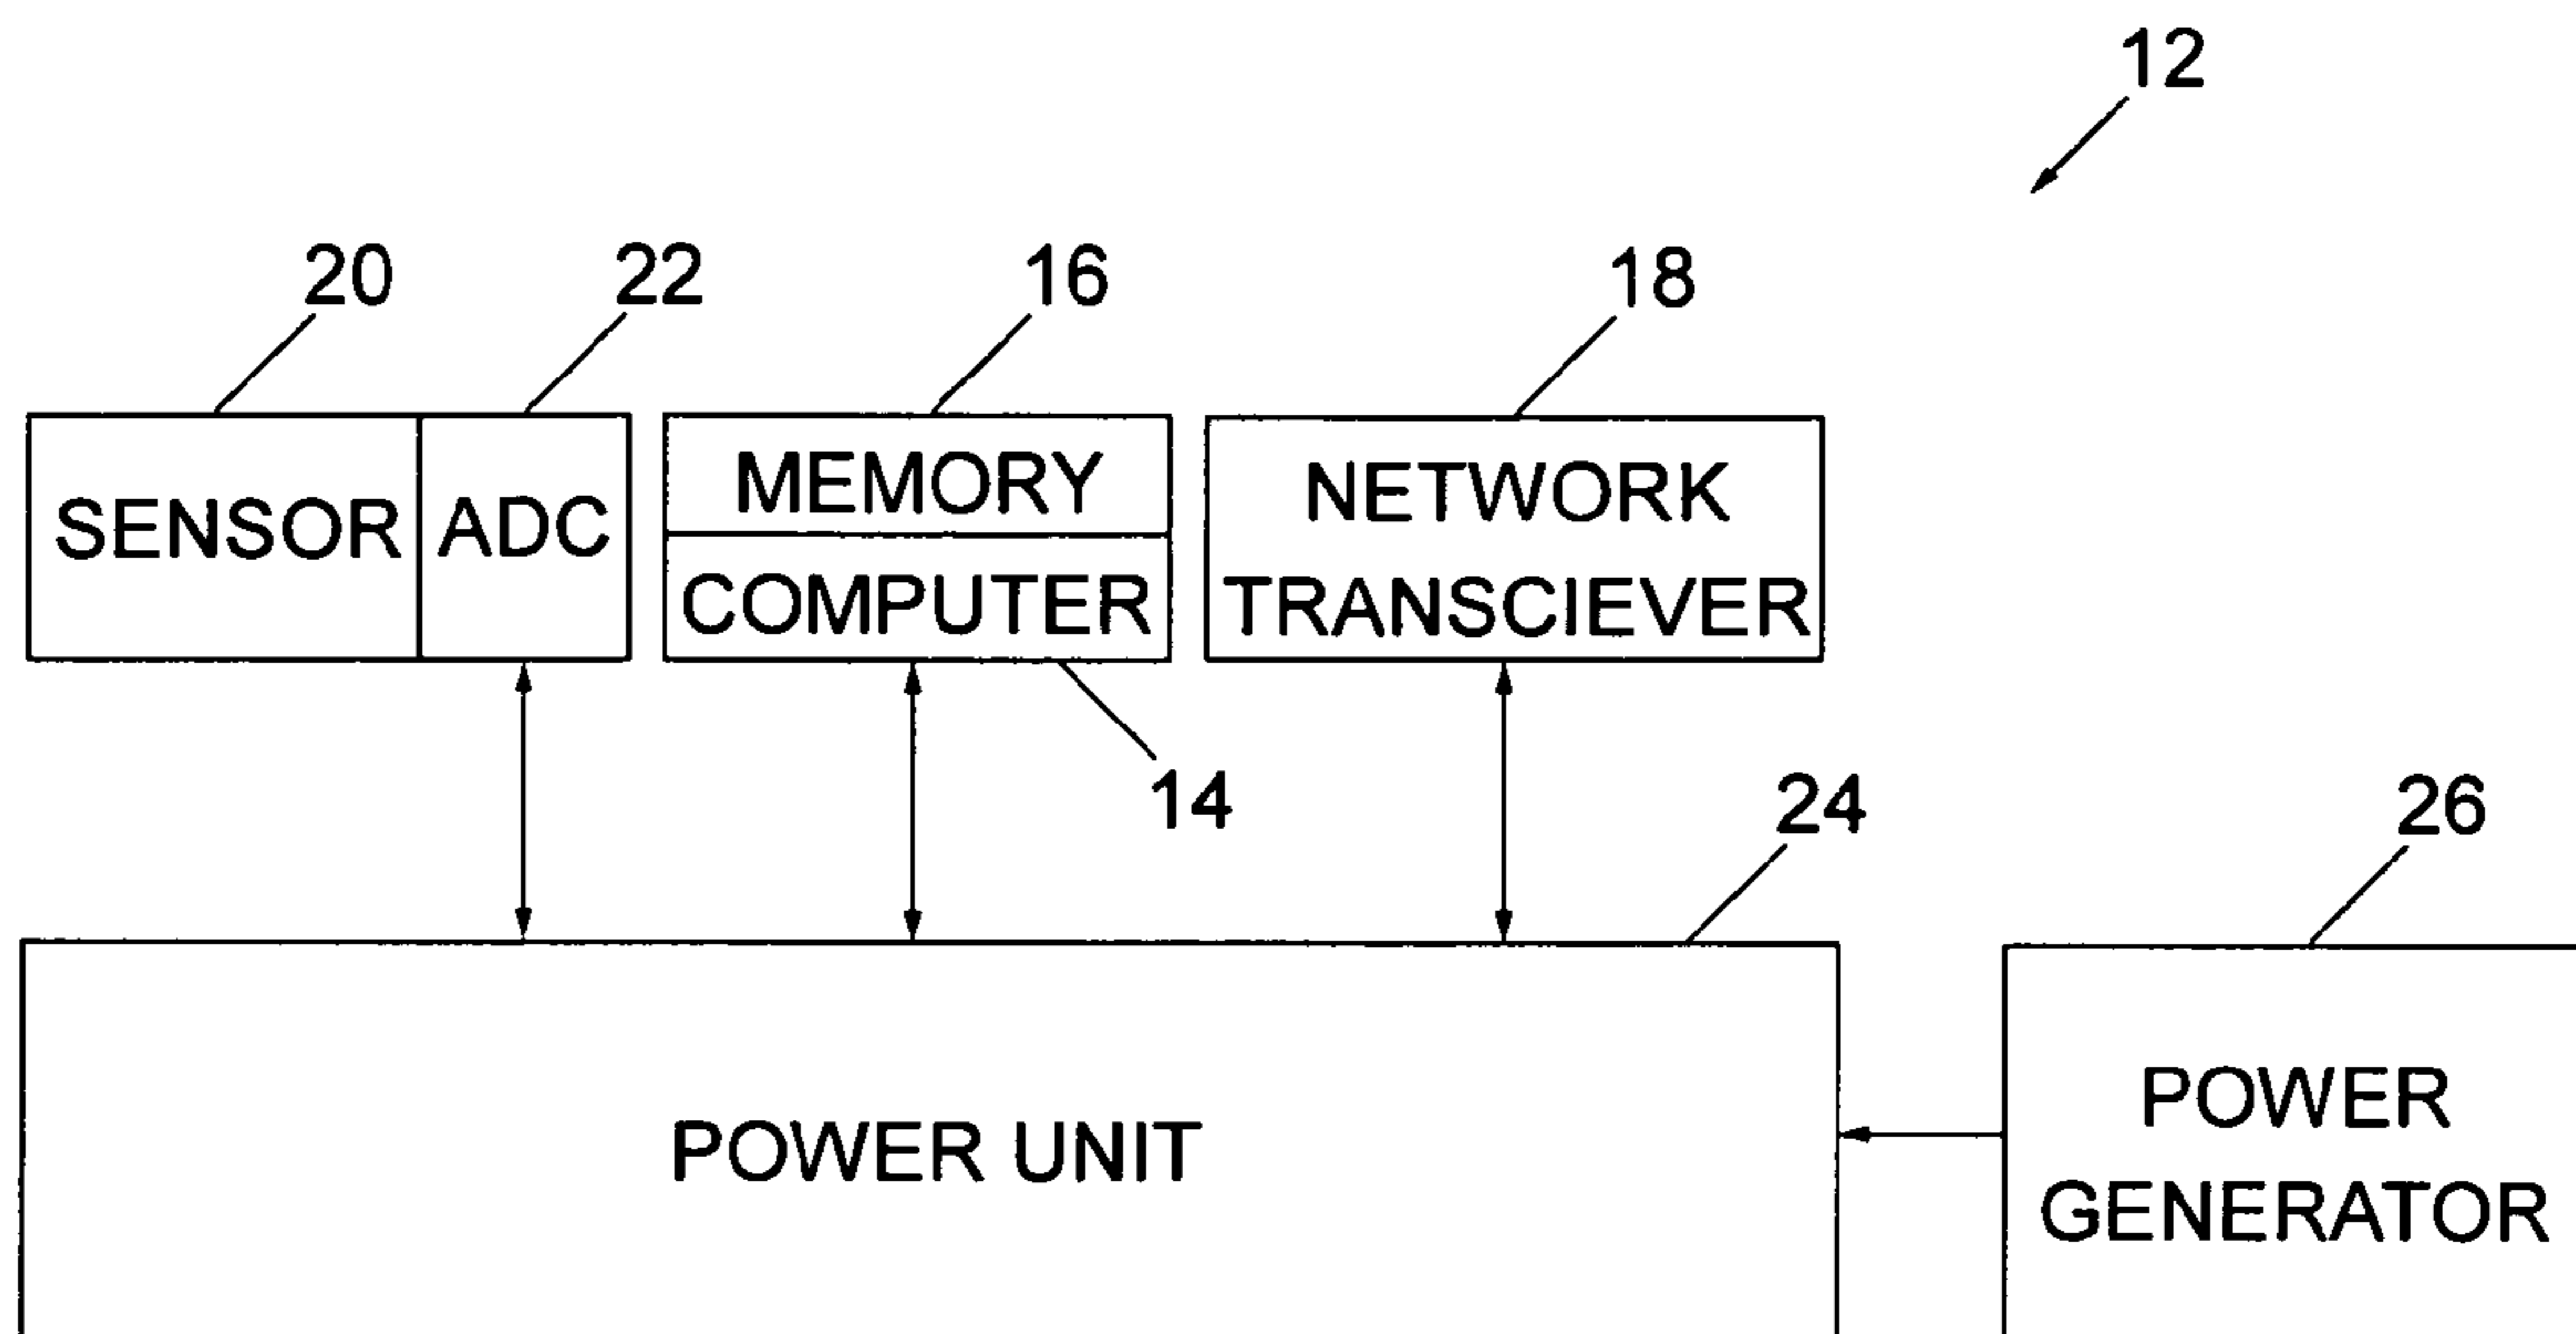 12
20
22
16
18
SENSOR
ADC
MEMORY
COMPUTER
NETWORK
TRANSCIEVER
14
24
26
POWER UNIT
POWER
GENERATOR